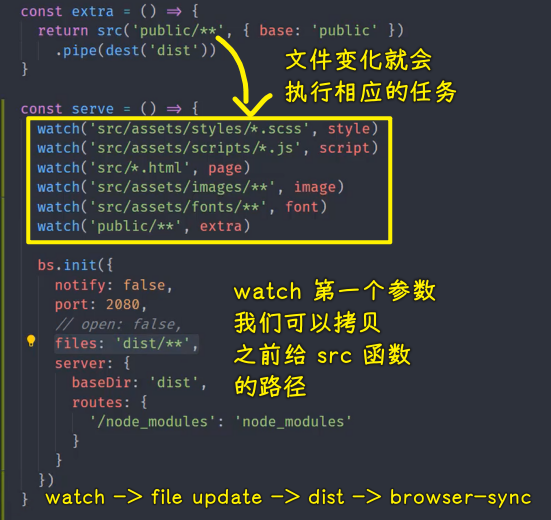 const extra = () => {
  return src('public/**', { base: 'public' })
    .pipe(dest('dist'))
}
文件变化就会
执行相应的任务
const serve = () => {
  watch('src/assets/styles/*.scss', style)
  watch('src/assets/scripts/*.js', script)
  watch('src/*.html', page)
  watch('src/assets/images/**', image)
  watch('src/assets/fonts/**', font)
  watch('public/**', extra)
  bs.init({
    notify: false,
    port: 2080,
    // open: false,
    files: 'dist/**',
    server: {
      baseDir: 'dist',
      routes: {
        '/node_modules': 'node_modules'
      }
    }
  })
}
watch 第一个参数
我们可以拷贝
之前给 src 函数
的路径
watch -> file update -> dist -> browser-sync